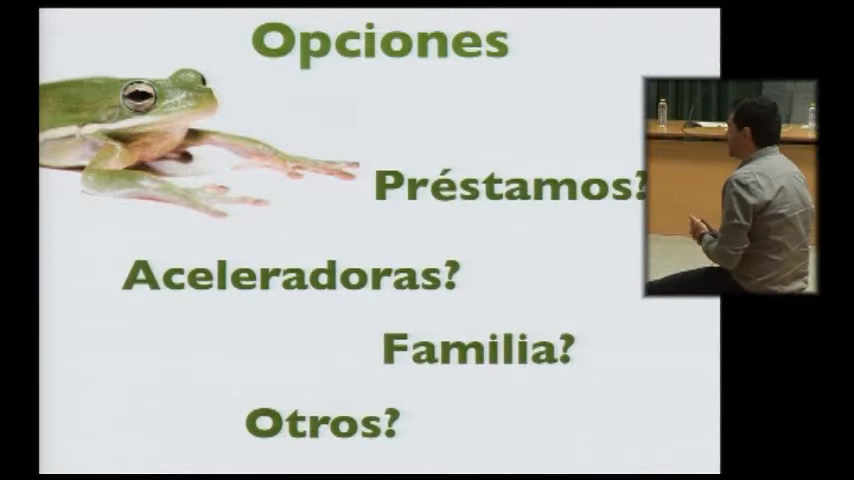 Opciones
Préstamos?
Aceleradoras?
Familia?
Otros?